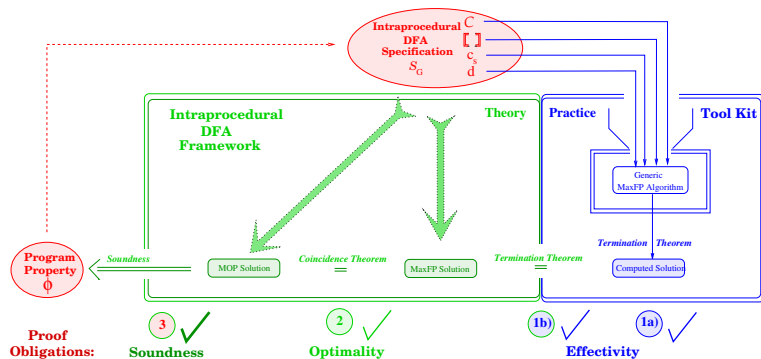 Intraprocedural C
DFA [ ]
Specification c_s
S_G d
Intraprocedural
DFA
Framework
Theory
Practice
Tool Kit
Generic
MaxFP Algorithm
Termination Theorem
Program
Property
ϕ
Soundness
MOP Solution
Coincidence Theorem
=
MaxFP Solution
Termination Theorem
=
Computed Solution
3
2
1b)
1a)
Proof
Obligations:
Soundness
Optimality
Effectivity